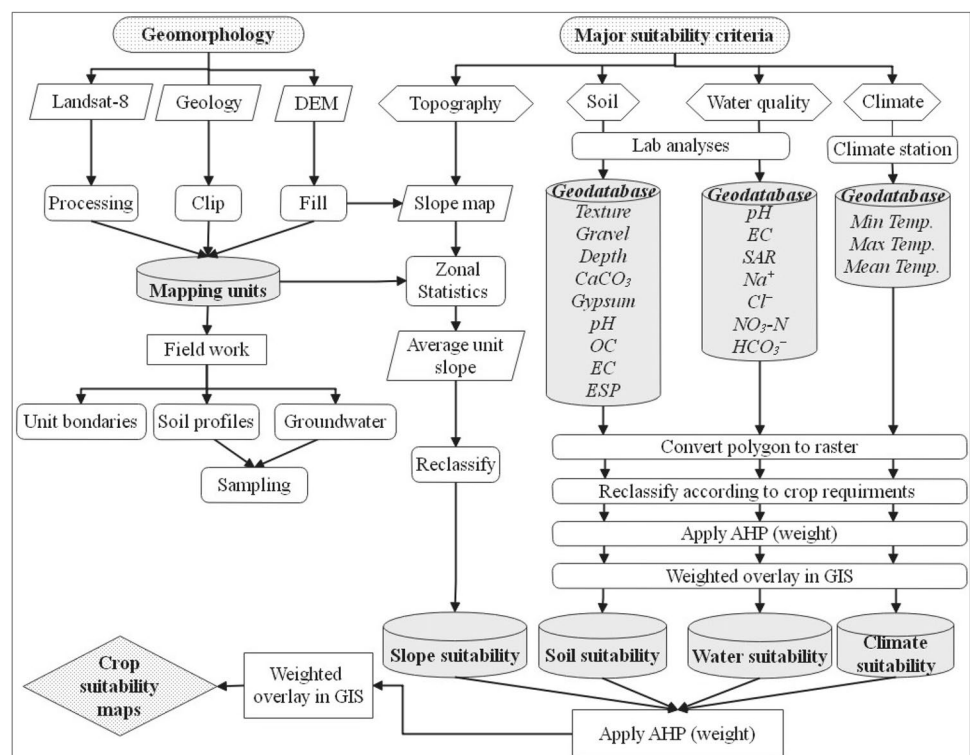 Geomorphology
Major suitability criteria
Landsat-8
Geology
DEM
Topography
Soil
Water quality
Climate
Lab analyses
Climate station
Processing
Clip
Fill
Slope map
Geodatabase
Texture
Gravel
Depth
CaCO₃
Gypsum
pH
OC
EC
ESP
Geodatabase
pH
EC
SAR
Na⁺
Cl⁻
NO₃-N
HCO₃⁻
Geodatabase
Min Temp.
Max Temp.
Mean Temp.
Mapping units
Zonal
Statistics
Field work
Average unit
slope
Unit bondaries
Soil profiles
Groundwater
Sampling
Reclassify
Convert polygon to raster
Reclassify according to crop requirments
Apply AHP (weight)
Weighted overlay in GIS
Slope suitability
Soil suitability
Water suitability
Climate
suitability
Crop
suitability
maps
Weighted
overlay in GIS
Apply AHP (weight)